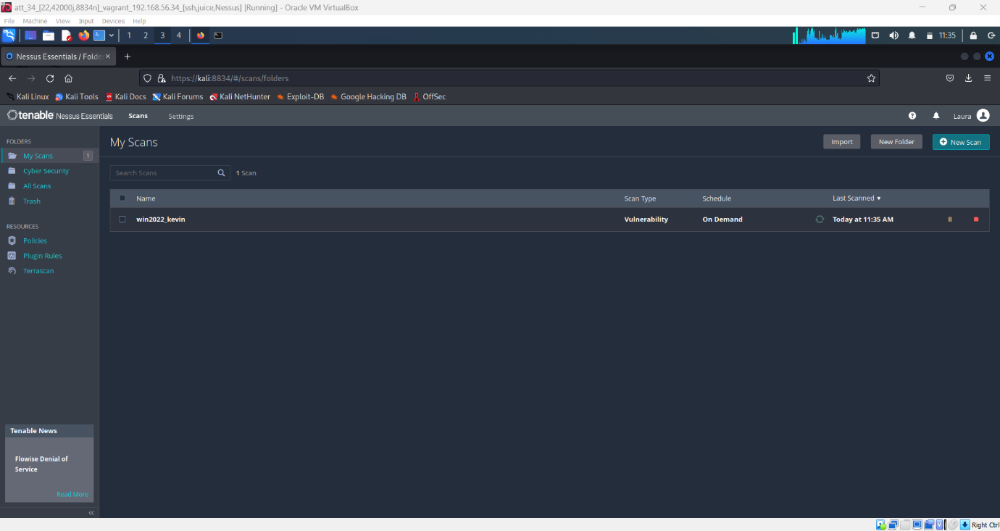 att_34_[22,42000j,8834n]_vagrant_192.168.56.34_[ssh,juice,Nessus] [Running] - Oracle VM VirtualBox
File Machine View Input Devices Help
1 2 3 4 11:35
Nessus Essentials / Folde
https://kali:8834/#/scans/folders
Kali Linux Kali Tools Kali Docs Kali Forums Kali NetHunter Exploit-DB Google Hacking DB OffSec
tenable Nessus Essentials Scans Settings Laura
FOLDERS
My Scans 1
Cyber Security
All Scans
Trash
RESOURCES
Policies
Plugin Rules
Terrascan
Tenable News
Flowise Denial of
Service
Read More
My Scans Import New Folder New Scan
Search Scans 1 Scan
Name Scan Type Schedule Last Scanned
win2022_kevin Vulnerability On Demand Today at 11:35 AM
Right Ctrl